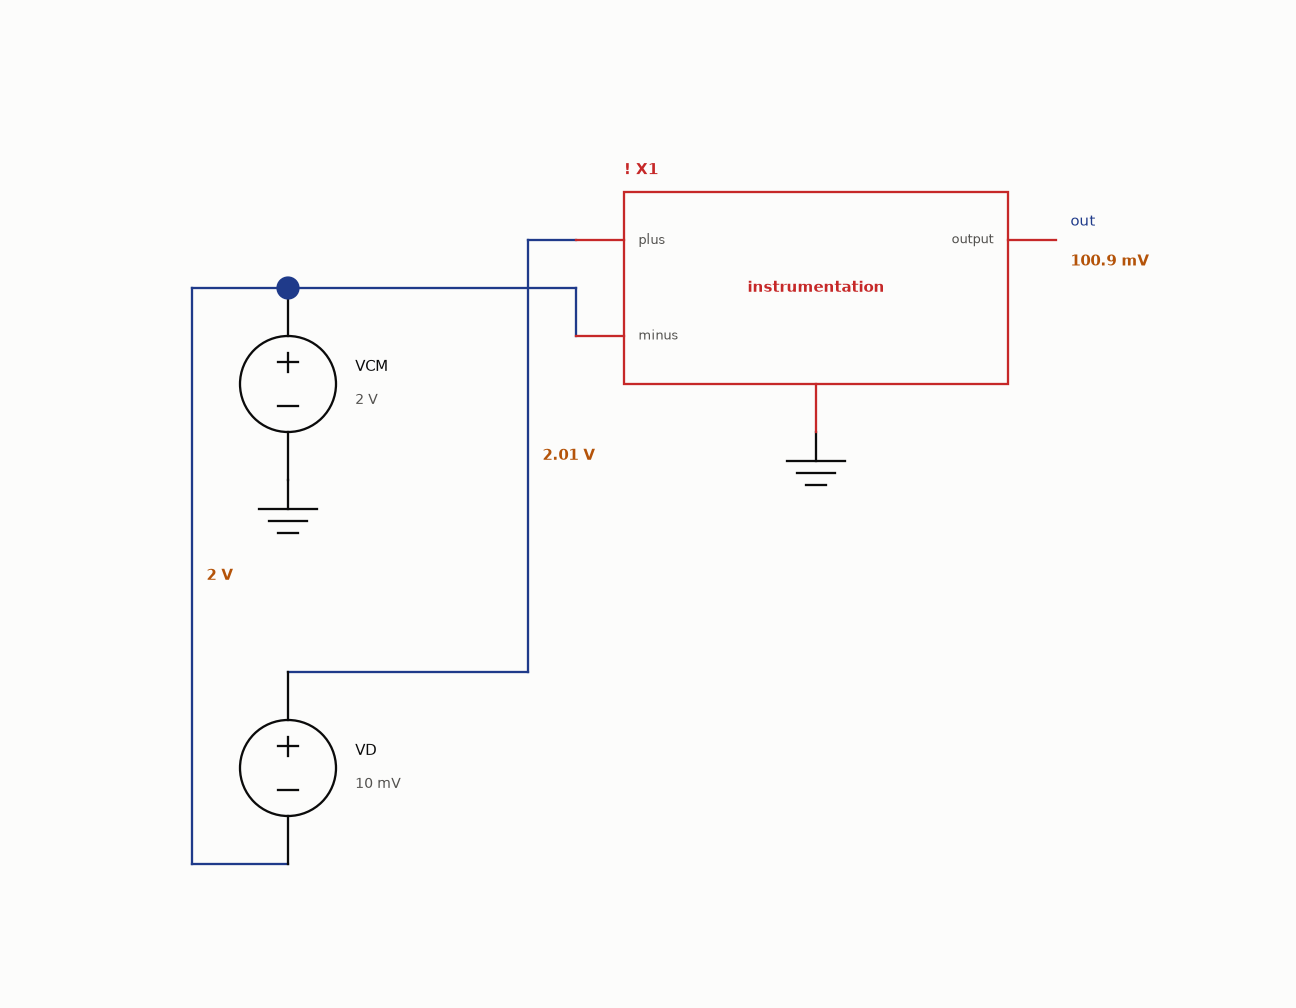 ! X1
plus
output
out
100.9 mV
instrumentation
minus
VCM
2 V
2.01 V
2 V
VD
10 mV